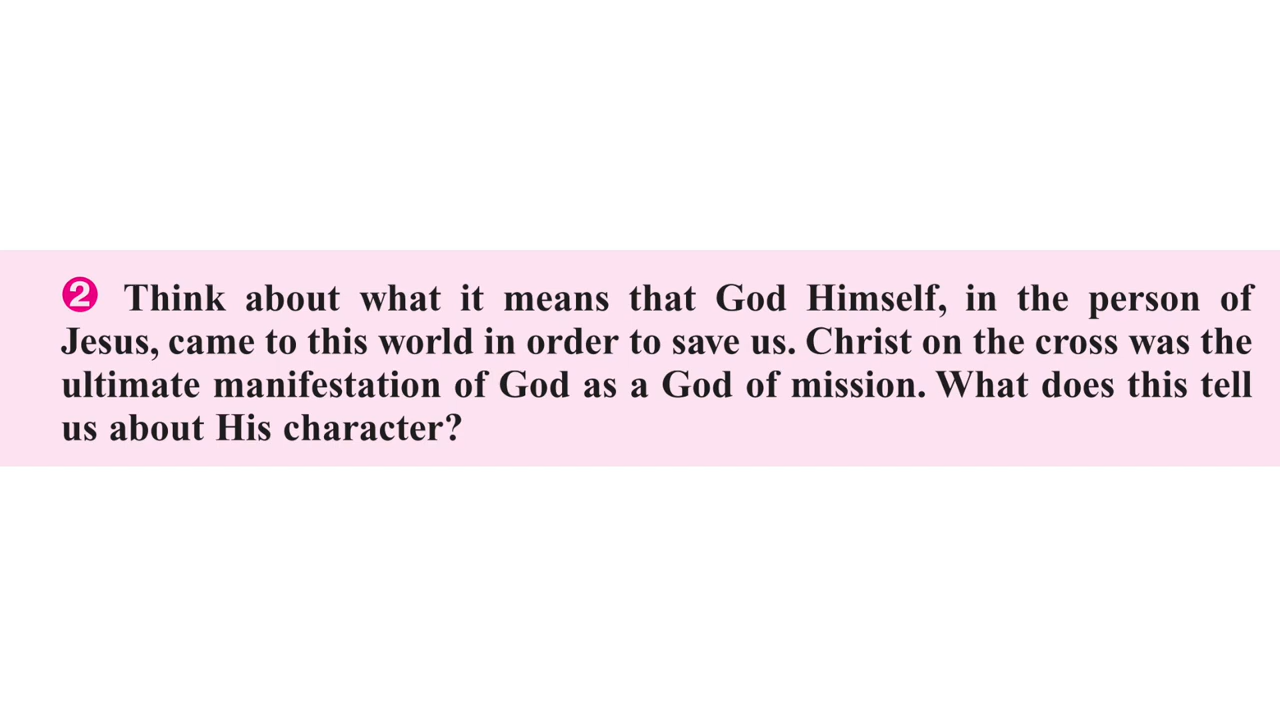 ❷ Think about what it means that God Himself, in the person of
Jesus, came to this world in order to save us. Christ on the cross was the
ultimate manifestation of God as a God of mission. What does this tell
us about His character?